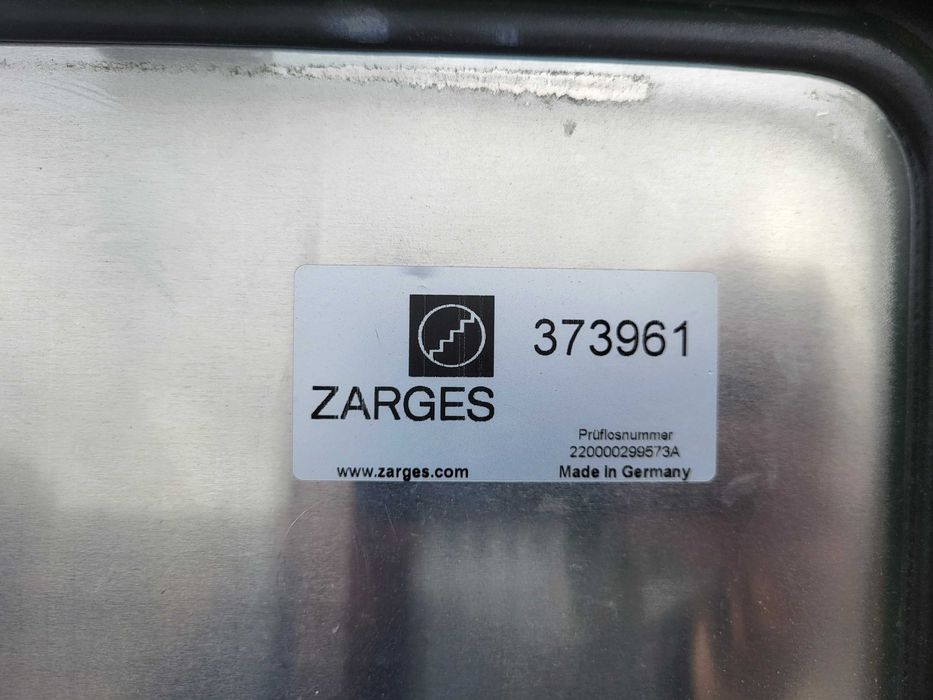 373961
ZARGES
Prüflosnummer
220000299573A
www.zarges.com
Made in Germany